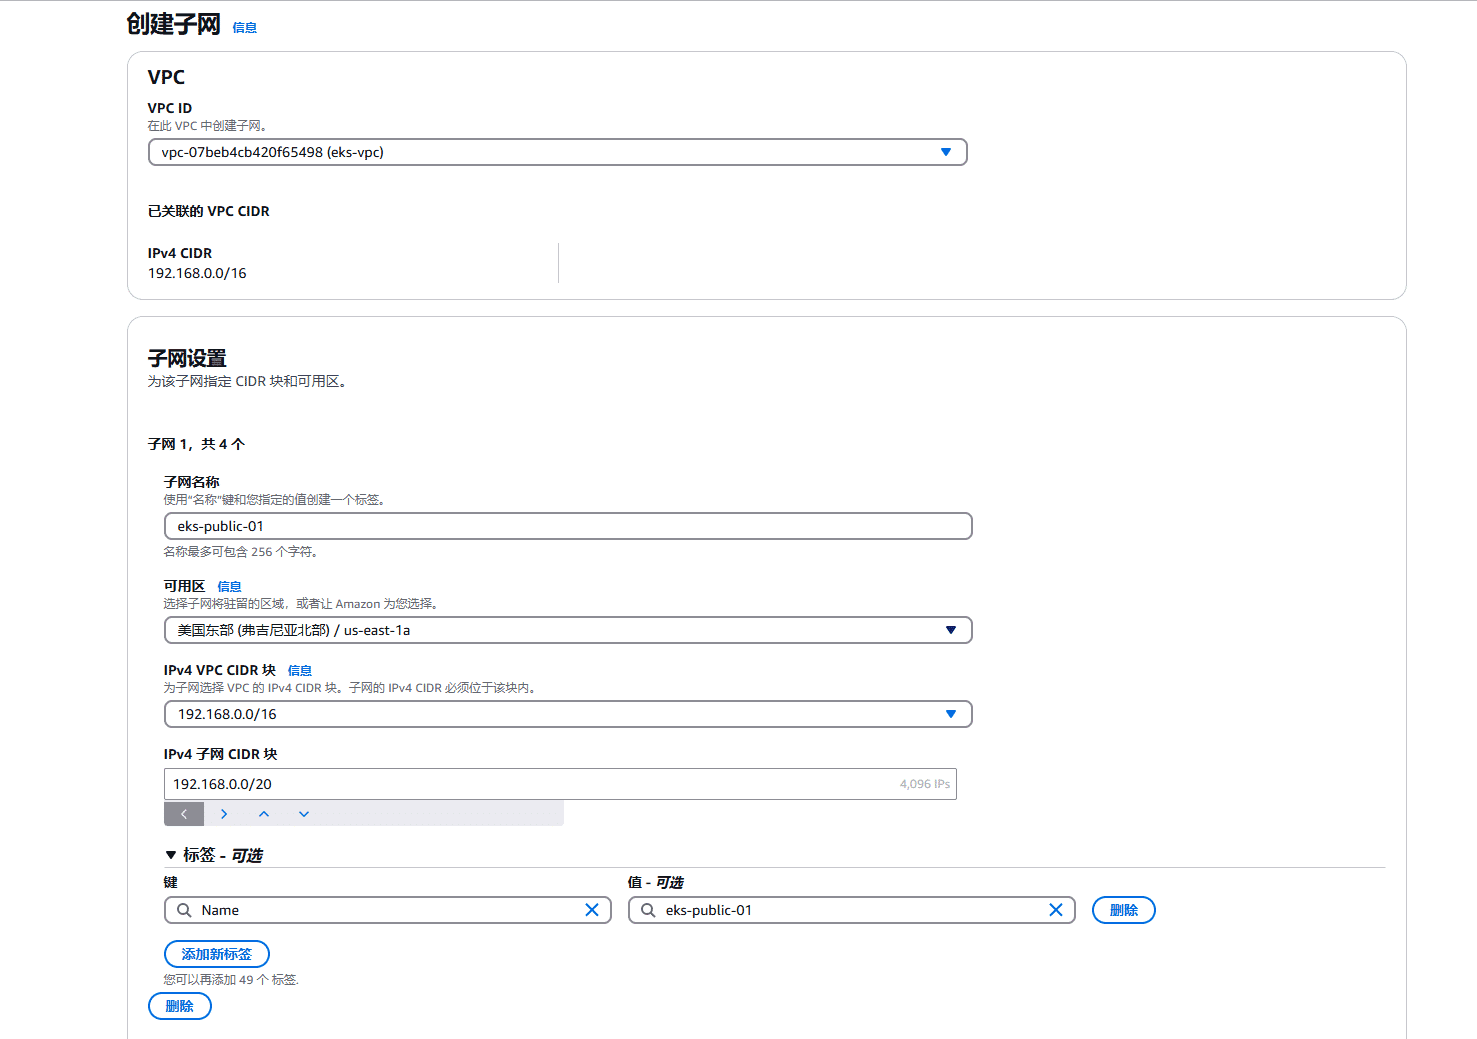 创建子网 信息
VPC
VPC ID
在此 VPC 中创建子网。
vpc-07beb4cb420f65498 (eks-vpc)
已关联的 VPC CIDR
IPv4 CIDR
192.168.0.0/16
子网设置
为该子网指定 CIDR 块和可用区。
子网 1，共 4 个
子网名称
使用“名称”键和您指定的值创建一个标签。
eks-public-01
名称最多可包含 256 个字符。
可用区 信息
选择子网将驻留的区域，或者让 Amazon 为您选择。
美国东部 (弗吉尼亚北部) / us-east-1a
IPv4 VPC CIDR 块 信息
为子网选择 VPC 的 IPv4 CIDR 块。子网的 IPv4 CIDR 必须位于该块内。
192.168.0.0/16
IPv4 子网 CIDR 块
192.168.0.0/20 4,096 IPs
标签 - 可选
键 值 - 可选
Name eks-public-01 删除
添加新标签
您可以再添加 49 个 标签.
删除